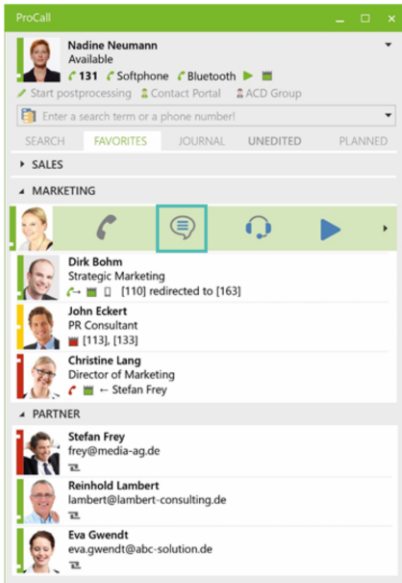 ProCall
Nadine Neumann
Available
131 Softphone Bluetooth
Start postprocessing Contact Portal ACD Group
Enter a search term or a phone number!
SEARCH FAVORITES JOURNAL UNEDITED PLANNED
SALES
MARKETING
Dirk Bohm
Strategic Marketing
[110] redirected to [163]
John Eckert
PR Consultant
[113], [133]
Christine Lang
Director of Marketing
← Stefan Frey
PARTNER
Stefan Frey
frey@media-ag.de
Reinhold Lambert
lambert@lambert-consulting.de
Eva Gwendt
eva.gwendt@abc-solution.de